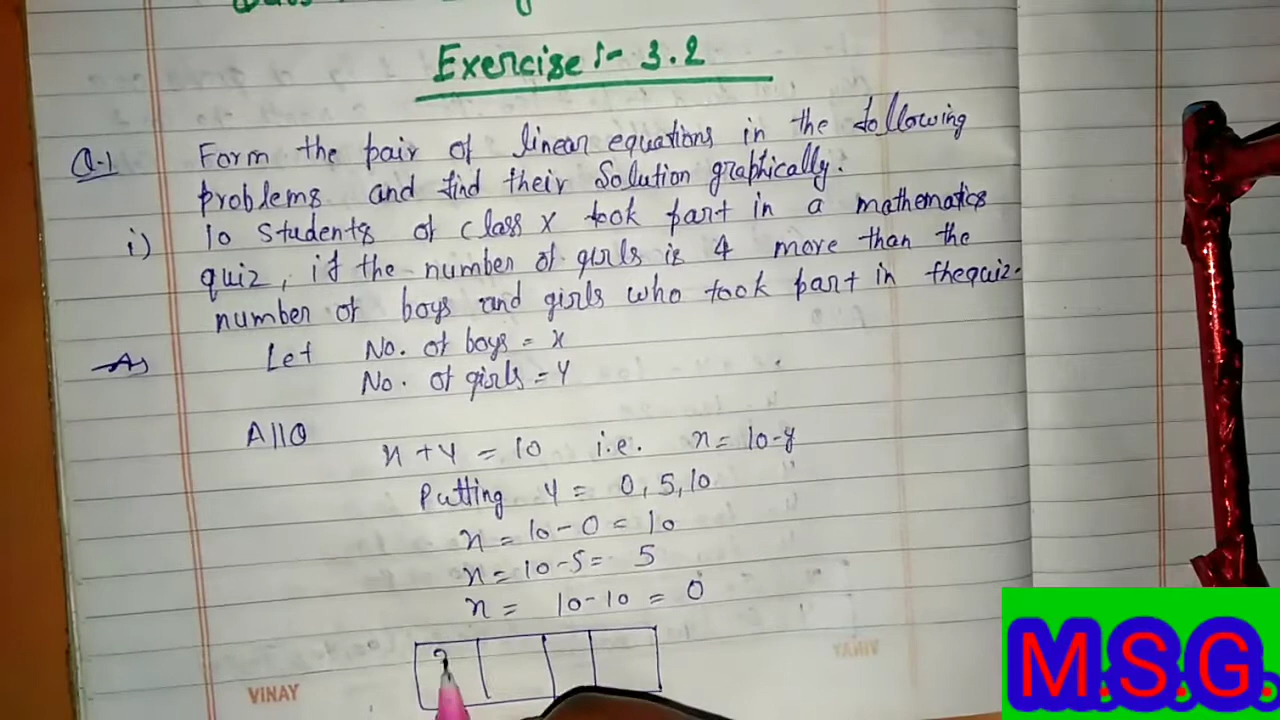 Exercise :- 3.2
Q.1 Form the pair of linear equations in the following
problems and find their Solution graphically.
i) 10 students of class X took part in a mathematics
quiz, if the number of girls is 4 more than the
number of boys and girls who took part in thequiz.
As Let No. of boys = x
No. of girls = y
A||Q
x + y = 10 i.e. x = 10-y
Putting y = 0, 5, 10
x = 10 - 0 = 10
x = 10 - 5 = 5
x = 10 - 10 = 0
VINAY
VINAY
M.S.G.